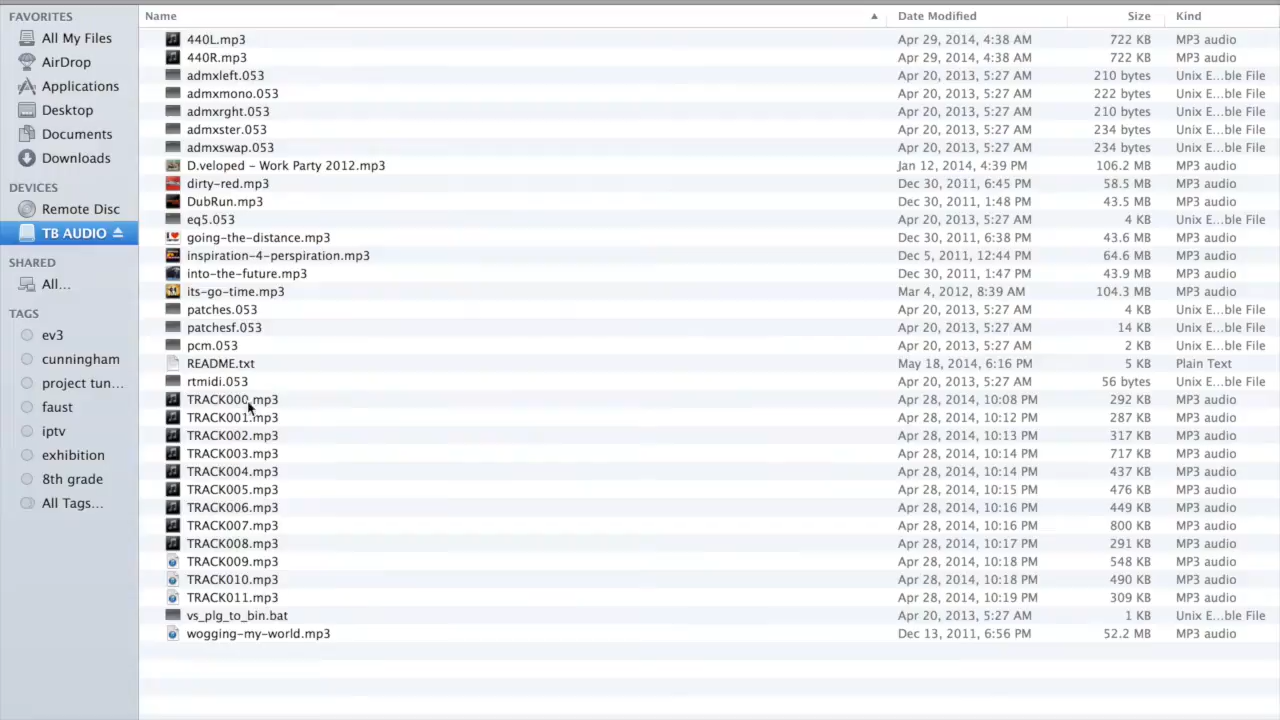 FAVORITES
All My Files
AirDrop
Applications
Desktop
Documents
Downloads
DEVICES
Remote Disc
TB AUDIO
SHARED
All...
TAGS
ev3
cunningham
project tun...
faust
iptv
exhibition
8th grade
All Tags...
Name Date Modified Size Kind
440L.mp3 Apr 29, 2014, 4:38 AM 722 KB MP3 audio
440R.mp3 Apr 29, 2014, 4:38 AM 722 KB MP3 audio
admxleft.053 Apr 20, 2013, 5:27 AM 210 bytes Unix E...ble File
admxmono.053 Apr 20, 2013, 5:27 AM 222 bytes Unix E...ble File
admxrght.053 Apr 20, 2013, 5:27 AM 210 bytes Unix E...ble File
admxster.053 Apr 20, 2013, 5:27 AM 234 bytes Unix E...ble File
admxswap.053 Apr 20, 2013, 5:27 AM 234 bytes Unix E...ble File
D.veloped - Work Party 2012.mp3 Jan 12, 2014, 4:39 PM 106.2 MB MP3 audio
dirty-red.mp3 Dec 30, 2011, 6:45 PM 58.5 MB MP3 audio
DubRun.mp3 Dec 30, 2011, 1:48 PM 43.5 MB MP3 audio
eq5.053 Apr 20, 2013, 5:27 AM 4 KB Unix E...ble File
going-the-distance.mp3 Dec 30, 2011, 6:38 PM 43.6 MB MP3 audio
inspiration-4-perspiration.mp3 Dec 5, 2011, 12:44 PM 64.6 MB MP3 audio
into-the-future.mp3 Dec 30, 2011, 1:47 PM 43.9 MB MP3 audio
its-go-time.mp3 Mar 4, 2012, 8:39 AM 104.3 MB MP3 audio
patches.053 Apr 20, 2013, 5:27 AM 4 KB Unix E...ble File
patchesf.053 Apr 20, 2013, 5:27 AM 14 KB Unix E...ble File
pcm.053 Apr 20, 2013, 5:27 AM 2 KB Unix E...ble File
README.txt May 18, 2014, 6:16 PM 5 KB Plain Text
rtmidi.053 Apr 20, 2013, 5:27 AM 56 bytes Unix E...ble File
TRACK000.mp3 Apr 28, 2014, 10:08 PM 292 KB MP3 audio
TRACK001.mp3 Apr 28, 2014, 10:12 PM 287 KB MP3 audio
TRACK002.mp3 Apr 28, 2014, 10:13 PM 317 KB MP3 audio
TRACK003.mp3 Apr 28, 2014, 10:14 PM 717 KB MP3 audio
TRACK004.mp3 Apr 28, 2014, 10:14 PM 437 KB MP3 audio
TRACK005.mp3 Apr 28, 2014, 10:15 PM 476 KB MP3 audio
TRACK006.mp3 Apr 28, 2014, 10:16 PM 449 KB MP3 audio
TRACK007.mp3 Apr 28, 2014, 10:16 PM 800 KB MP3 audio
TRACK008.mp3 Apr 28, 2014, 10:17 PM 291 KB MP3 audio
TRACK009.mp3 Apr 28, 2014, 10:18 PM 548 KB MP3 audio
TRACK010.mp3 Apr 28, 2014, 10:18 PM 490 KB MP3 audio
TRACK011.mp3 Apr 28, 2014, 10:19 PM 309 KB MP3 audio
vs_plg_to_bin.bat Apr 20, 2013, 5:27 AM 1 KB Unix E...ble File
wogging-my-world.mp3 Dec 13, 2011, 6:56 PM 52.2 MB MP3 audio